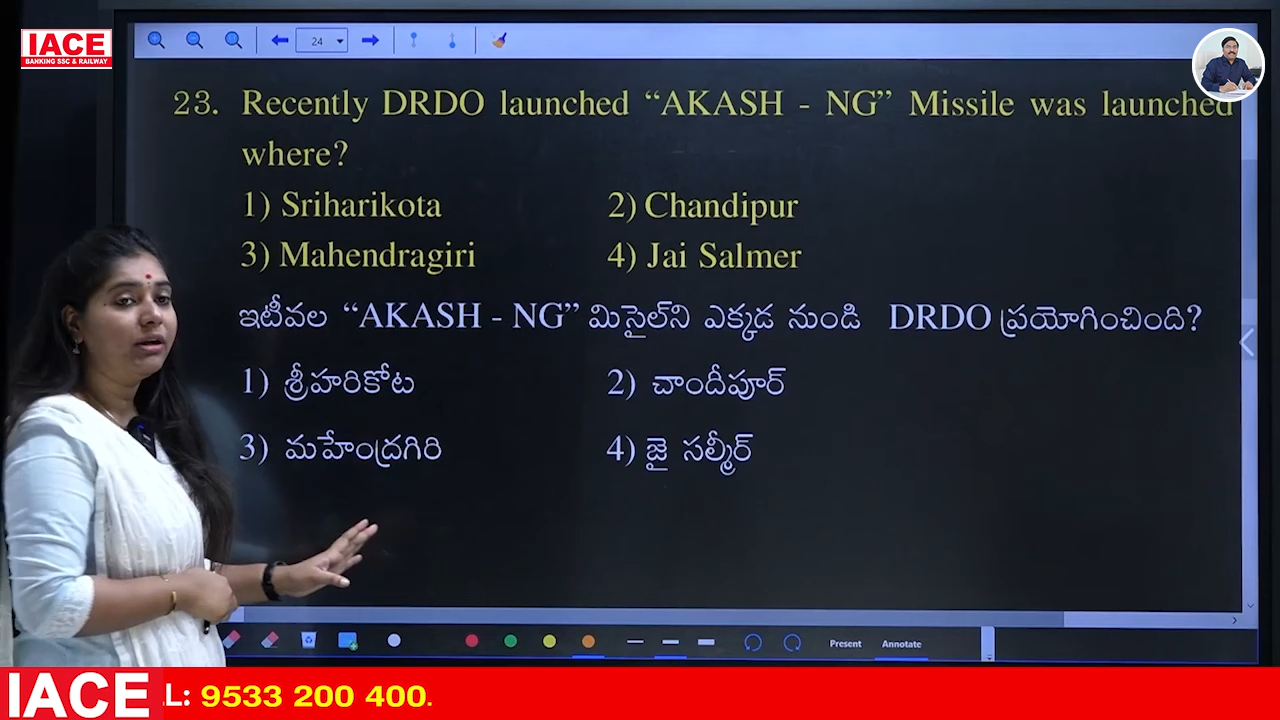 IACE
BANKING SSC & RAILWAY
24
23. Recently DRDO launched “AKASH - NG” Missile was launched
where?
1) Sriharikota 2) Chandipur
3) Mahendragiri 4) Jai Salmer
ఇటీవల “AKASH - NG” మిసైల్‌ని ఎక్కడ నుండి DRDO ప్రయోగించింది?
1) శ్రీహరికోట 2) చాందీపూర్
3) మహేంద్రగిరి 4) జై సల్మీర్
Present Annotate
IACE L: 9533 200 400.